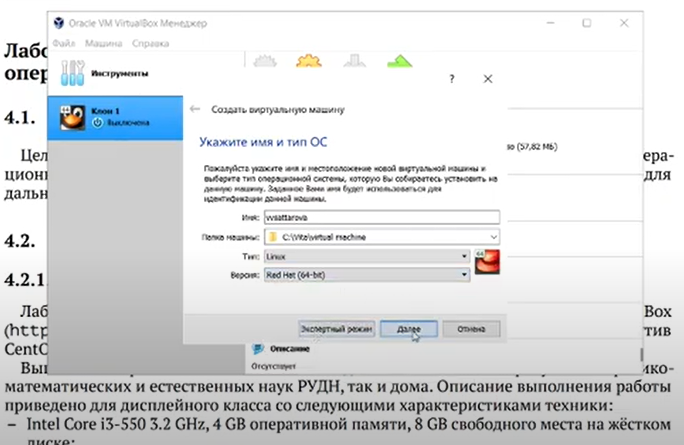 Oracle VM VirtualBox Менеджер
Файл Машина Справка
Лабо
опер
Инструменты
?
Клон 1
Выключена
Создать виртуальную машину
4.1.
Укажите имя и тип ОС
so (57,82 МБ)
Цел
ера-
Пожалуйста укажите имя и местоположение новой виртуальной машины и
цион
для
выберите тип операционной системы, которую Вы собираетесь установить на
дальн
данную машину. Заданное Вами имя будет использоваться для
идентификации данной машины.
Имя: vvsattarova
4.2.
Папка машины: C:\Vita\virtual machine
Тип: Linux
64
4.2.1
Версия: Red Hat (64-bit)
Лаб
Box
(http
Экспертный режим Далее Отмена
тив
CentO
Описание
Вы
ико-
Отсутствует
математических и естественных наук РУДН, так и дома. Описание выполнения работы
приведено для дисплейного класса со следующими характеристиками техники:
– Intel Core i3-550 3.2 GHz, 4 GB оперативной памяти, 8 GB свободного места на жёстком
диске;